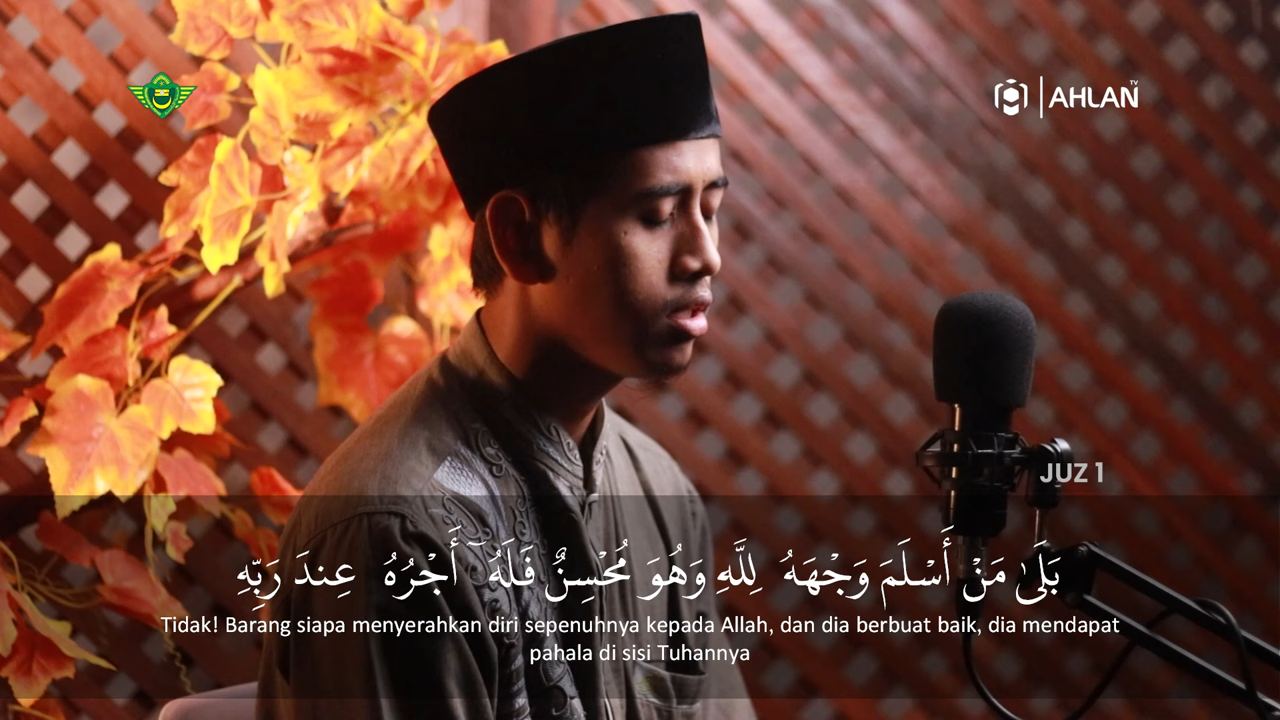 AHLAN TV
JUZ 1
بَلَىٰ مَنْ أَسْلَمَ وَجْهَهُۥ لِلَّهِ وَهُوَ مُحْسِنٌ فَلَهُۥٓ أَجْرُهُۥ عِندَ رَبِّهِۦ
Tidak! Barang siapa menyerahkan diri sepenuhnya kepada Allah, dan dia berbuat baik, dia mendapat
pahala di sisi Tuhannya